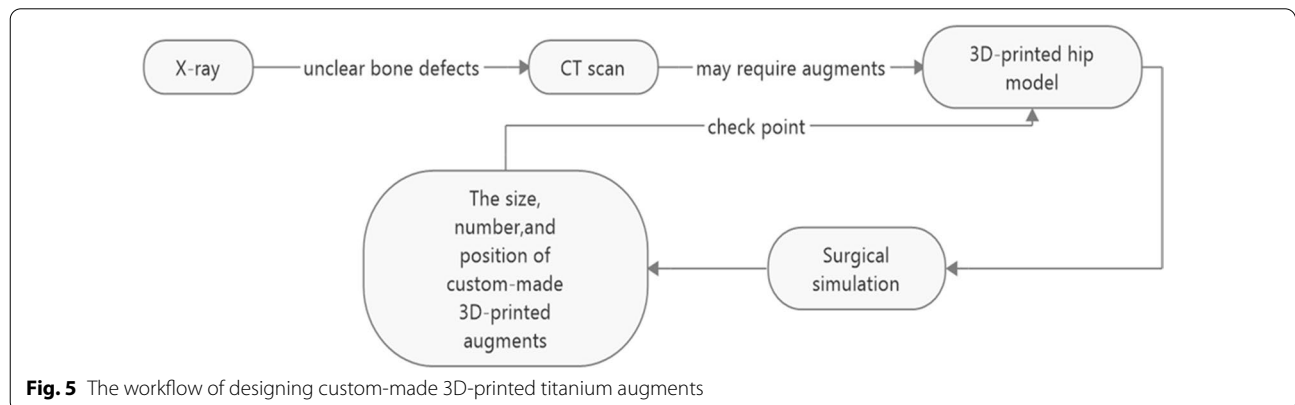 X-ray
unclear bone defects
CT scan
may require augments
3D-printed hip
model
check point
The size,
number,and
position of
custom-made
3D-printed
augments
Surgical
simulation
Fig. 5 The workflow of designing custom-made 3D-printed titanium augments